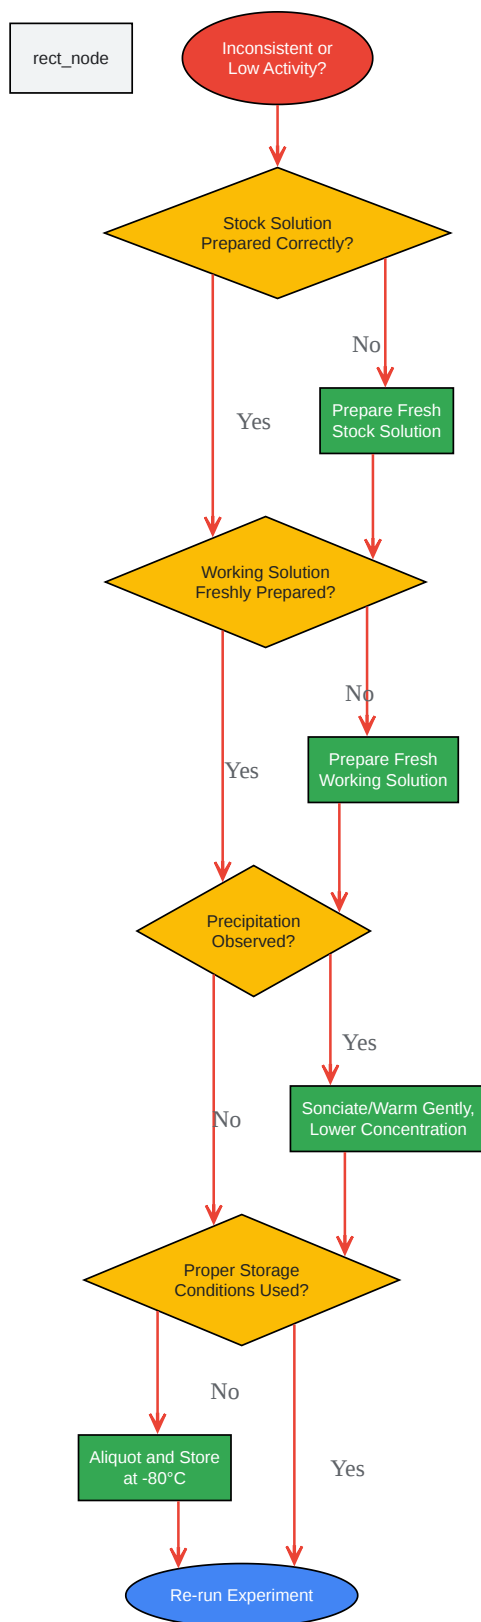 rect_node
Inconsistent or
Low Activity?
Stock Solution
Prepared Correctly?
No
Prepare Fresh
Stock Solution
Yes
Working Solution
Freshly Prepared?
No
Prepare Fresh
Working Solution
Yes
Precipitation
Observed?
Yes
Sonciate/Warm Gently,
Lower Concentration
No
Proper Storage
Conditions Used?
No
Aliquot and Store
at -80°C
Yes
Re-run Experiment